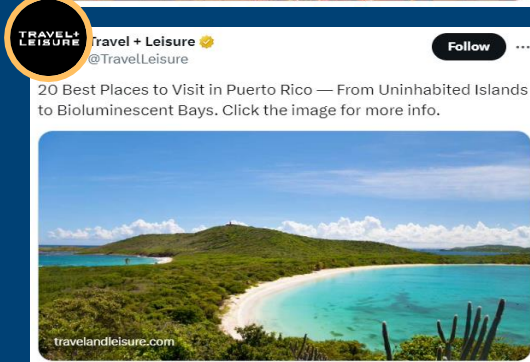 TRAVEL+
LEISURE
Travel + Leisure
@TravelLeisure
Follow
...
20 Best Places to Visit in Puerto Rico — From Uninhabited Islands
to Bioluminescent Bays. Click the image for more info.
travelandleisure.com